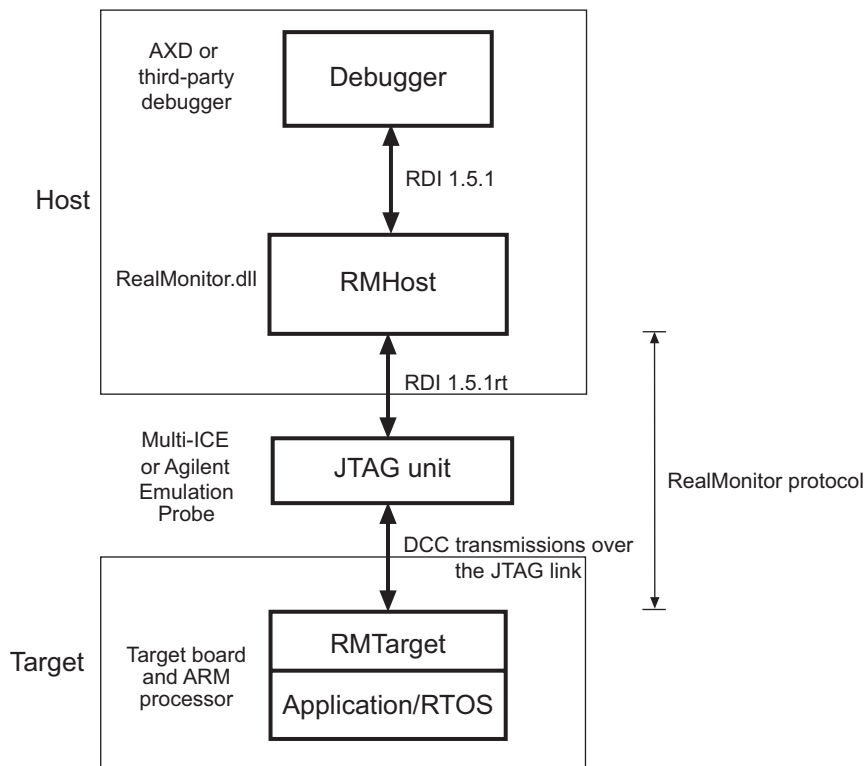 AXD or
third-party
debugger
Debugger
RDI 1.5.1
Host
RealMonitor.dll
RMHost
RDI 1.5.1rt
Multi-ICE
or Agilent
Emulation
Probe
JTAG unit
RealMonitor protocol
DCC transmissions over
the JTAG link
Target
Target board
and ARM
processor
RMTarget
Application/RTOS